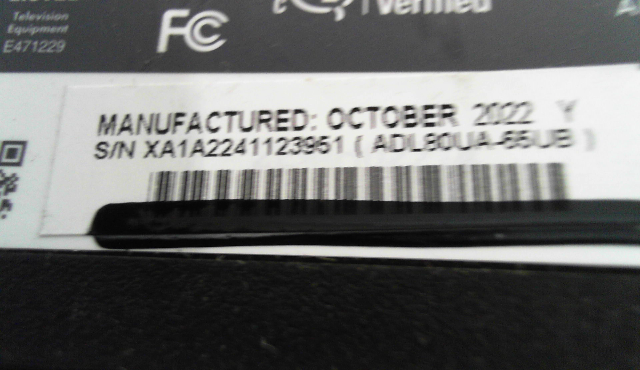 Television
Equipment
E471229
FC
Verified
MANUFACTURED: OCTOBER 2022 Y
S/N XA1A2241123951 ( ADL80UA-65UB )